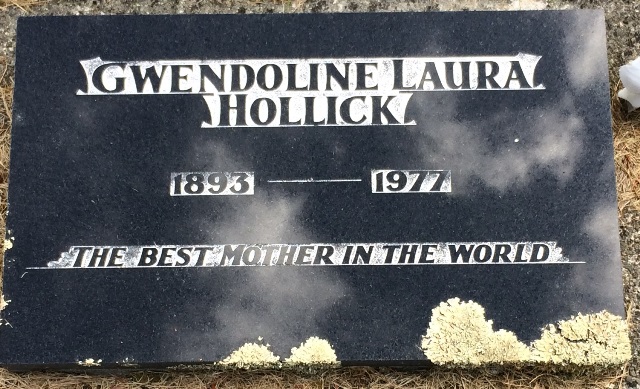 GWENDOLINE LAURA
HOLLICK
1893 — 1977
THE BEST MOTHER IN THE WORLD